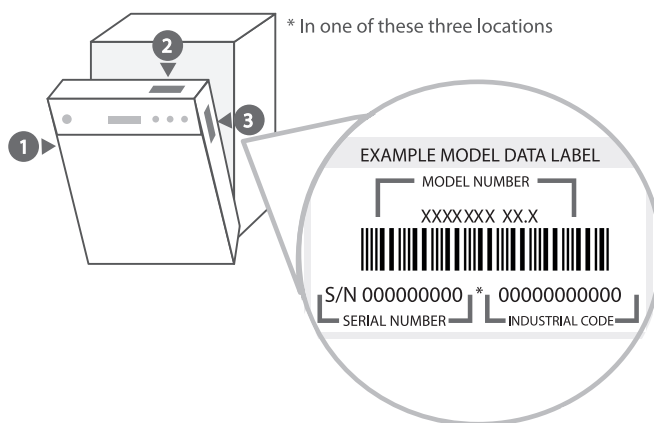 * In one of these three locations
2
1
3
EXAMPLE MODEL DATA LABEL
MODEL NUMBER
XXXXXXX XX.X
S/N 000000000 * 00000000000
SERIAL NUMBER INDUSTRIAL CODE